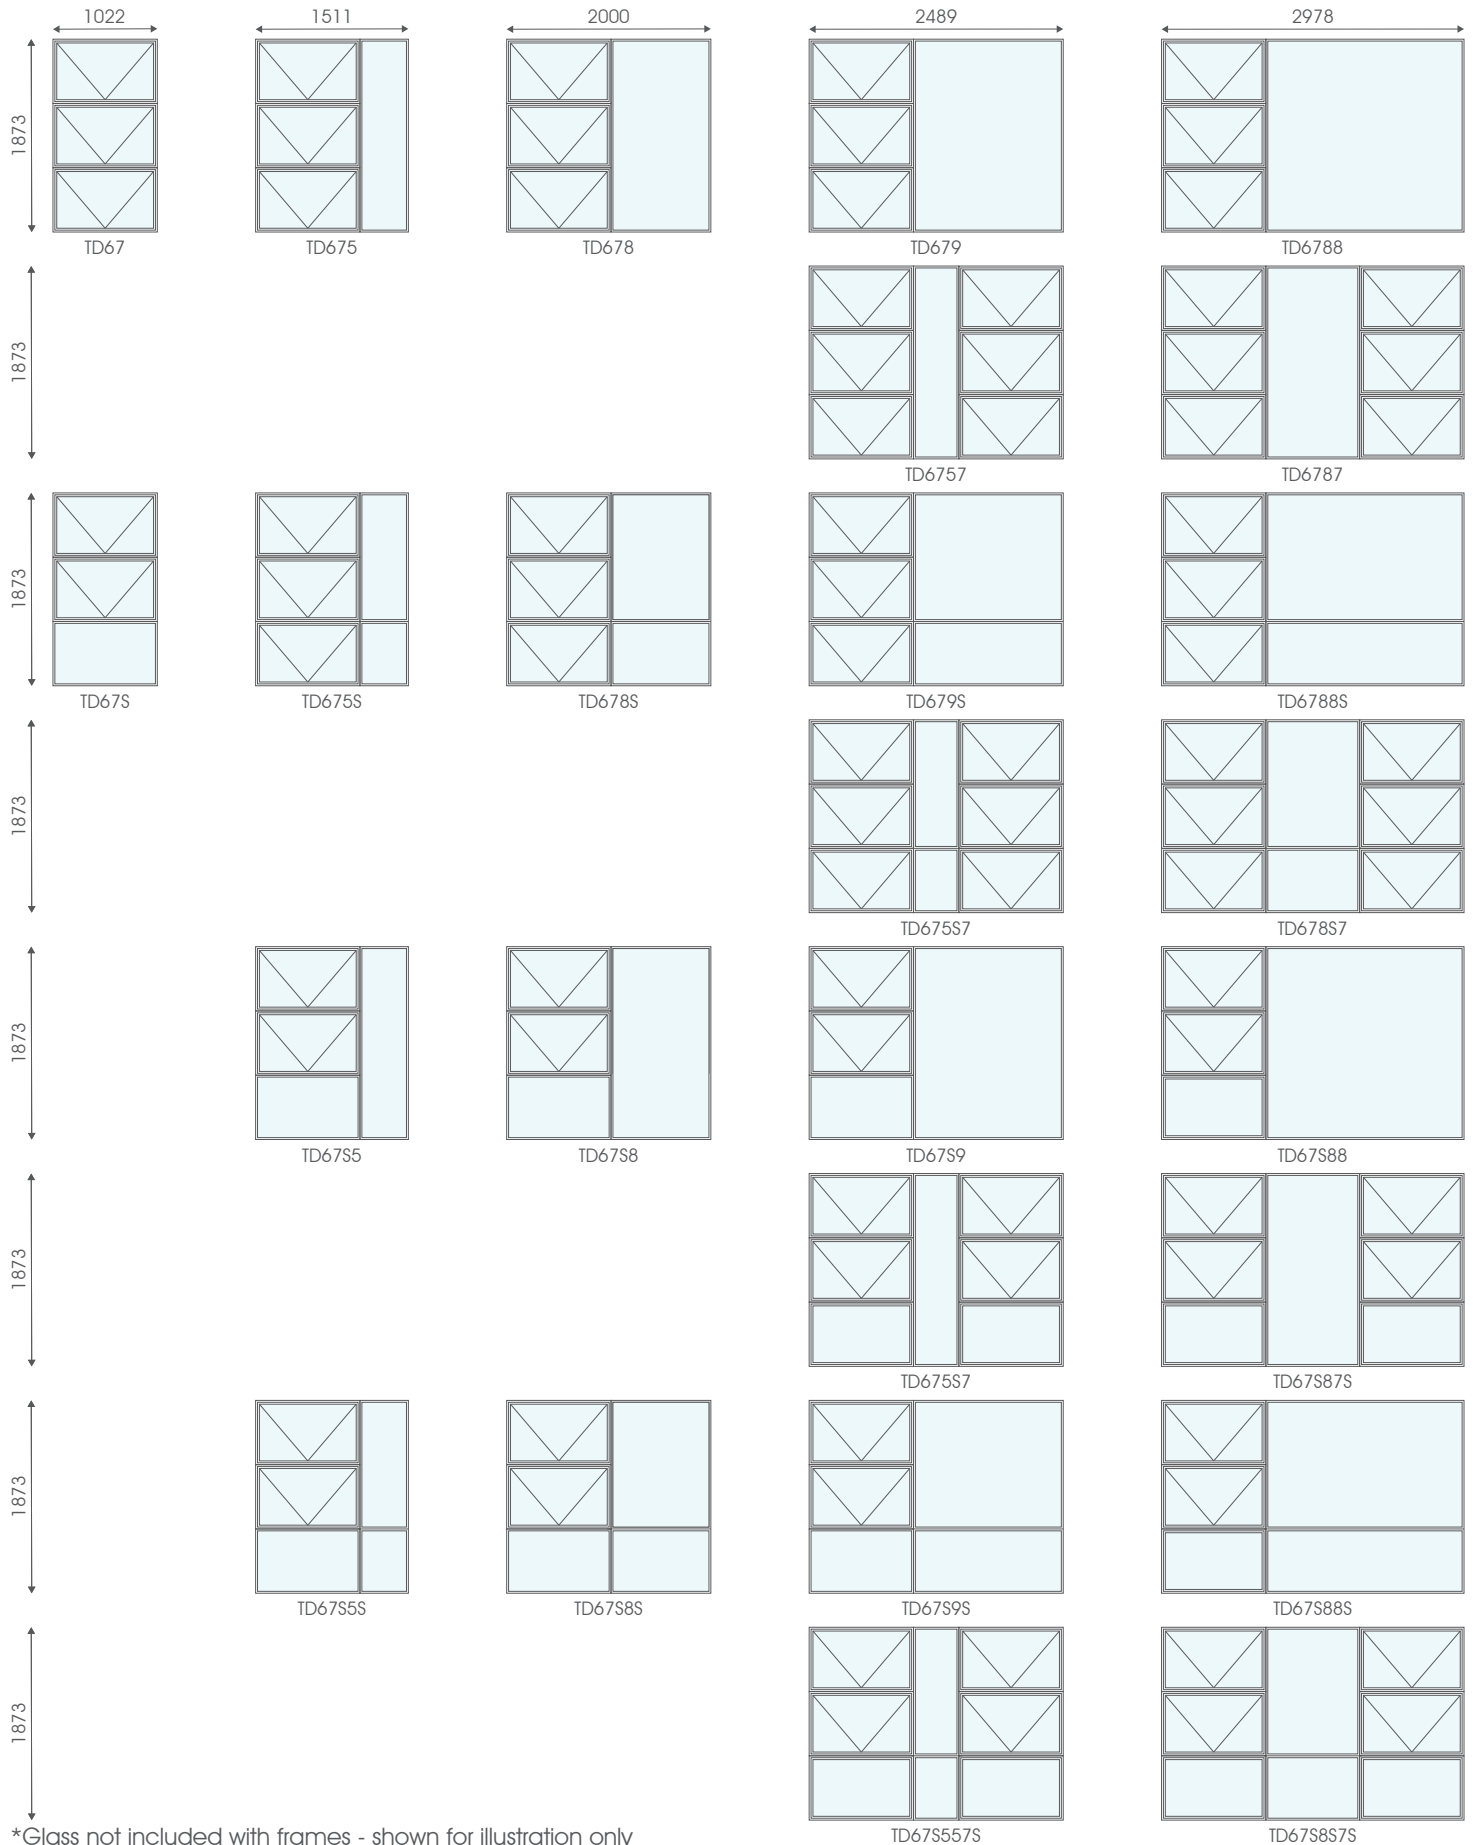 1022 1511 2000 2489 2978
1873
TD67 TD675 TD678 TD679 TD6788
1873
TD6757 TD6787
1873
TD67S TD675S TD678S TD679S TD6788S
1873
TD675S7 TD678S7
1873
TD67S5 TD67S8 TD67S9 TD67S88
1873
TD675S7 TD67S87S
1873
TD67S5S TD67S8S TD67S9S TD67S88S
1873
TD67S557S TD67S8S7S
*Glass not included with frames - shown for illustration only